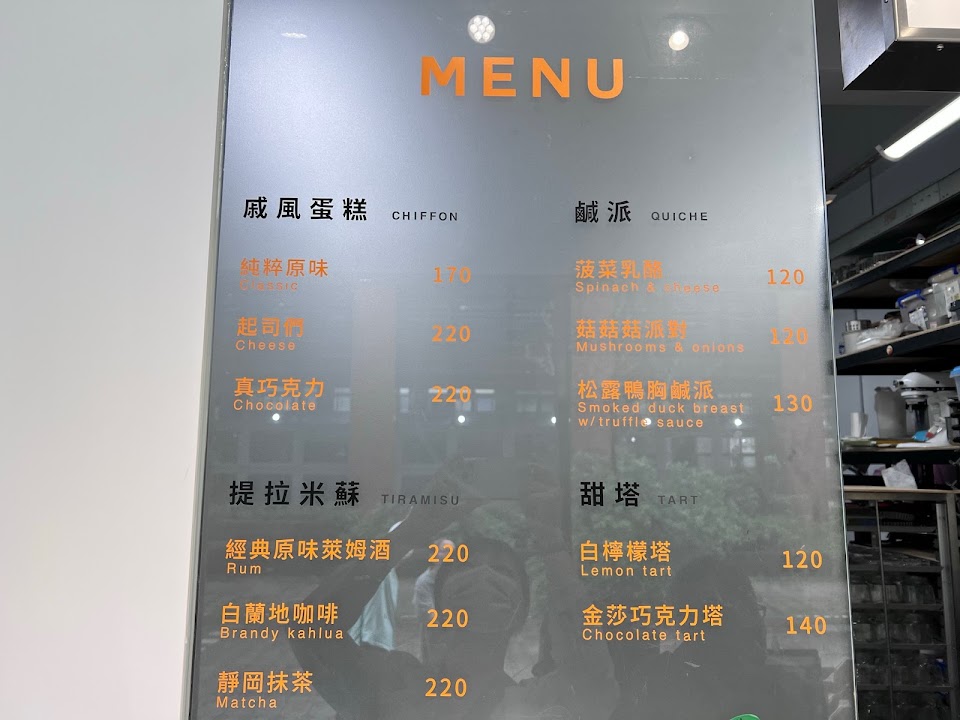 MENU
戚風蛋糕 CHIFFON
純粹原味 170
Classic
起司們 220
Cheese
真巧克力 220
Chocolate
提拉米蘇 TIRAMISU
經典原味萊姆酒 220
Rum
白蘭地咖啡 220
Brandy kahlua
靜岡抹茶 220
Matcha
鹹派 QUICHE
菠菜乳酪 120
Spinach & cheese
菇菇菇派對 120
Mushrooms & onions
松露鴨胸鹹派 130
Smoked duck breast
w/truffle sauce
甜塔 TART
白檸檬塔 120
Lemon tart
金莎巧克力塔 140
Chocolate tart